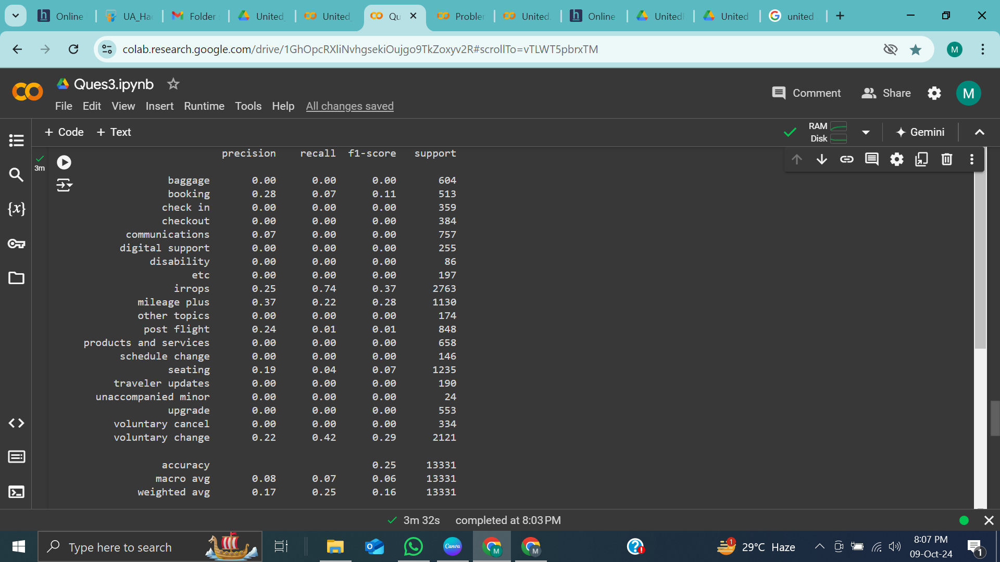 Online
UA_Ha
Folder
United_
United_
Qu
Probler
United.
Online
United
United
united
colab.research.google.com/drive/1GhOpcRXliNvhgsekiOujgo9TkZoxyv2R#scrollTo=vTLWT5pbrxTM
M
Ques3.ipynb
Comment
Share
M
File Edit View Insert Runtime Tools Help All changes saved
+ Code + Text
RAM
Disk
Gemini
3m
precision recall f1-score support
baggage 0.00 0.00 0.00 604
booking 0.28 0.07 0.11 513
check in 0.00 0.00 0.00 359
checkout 0.00 0.00 0.00 384
communications 0.07 0.00 0.00 757
digital support 0.00 0.00 0.00 255
disability 0.00 0.00 0.00 86
etc 0.00 0.00 0.00 197
irrops 0.25 0.74 0.37 2763
mileage plus 0.37 0.22 0.28 1130
other topics 0.00 0.00 0.00 174
post flight 0.24 0.01 0.01 848
products and services 0.00 0.00 0.00 658
schedule change 0.00 0.00 0.00 146
seating 0.19 0.04 0.07 1235
traveler updates 0.00 0.00 0.00 190
unaccompanied minor 0.00 0.00 0.00 24
upgrade 0.00 0.00 0.00 553
voluntary cancel 0.00 0.00 0.00 334
voluntary change 0.22 0.42 0.29 2121
accuracy 0.25 13331
macro avg 0.08 0.07 0.06 13331
weighted avg 0.17 0.25 0.16 13331
{x}
3m 32s completed at 8:03 PM
Type here to search
Canva
M
M
1
29°C Haze
8:07 PM
09-Oct-24
1